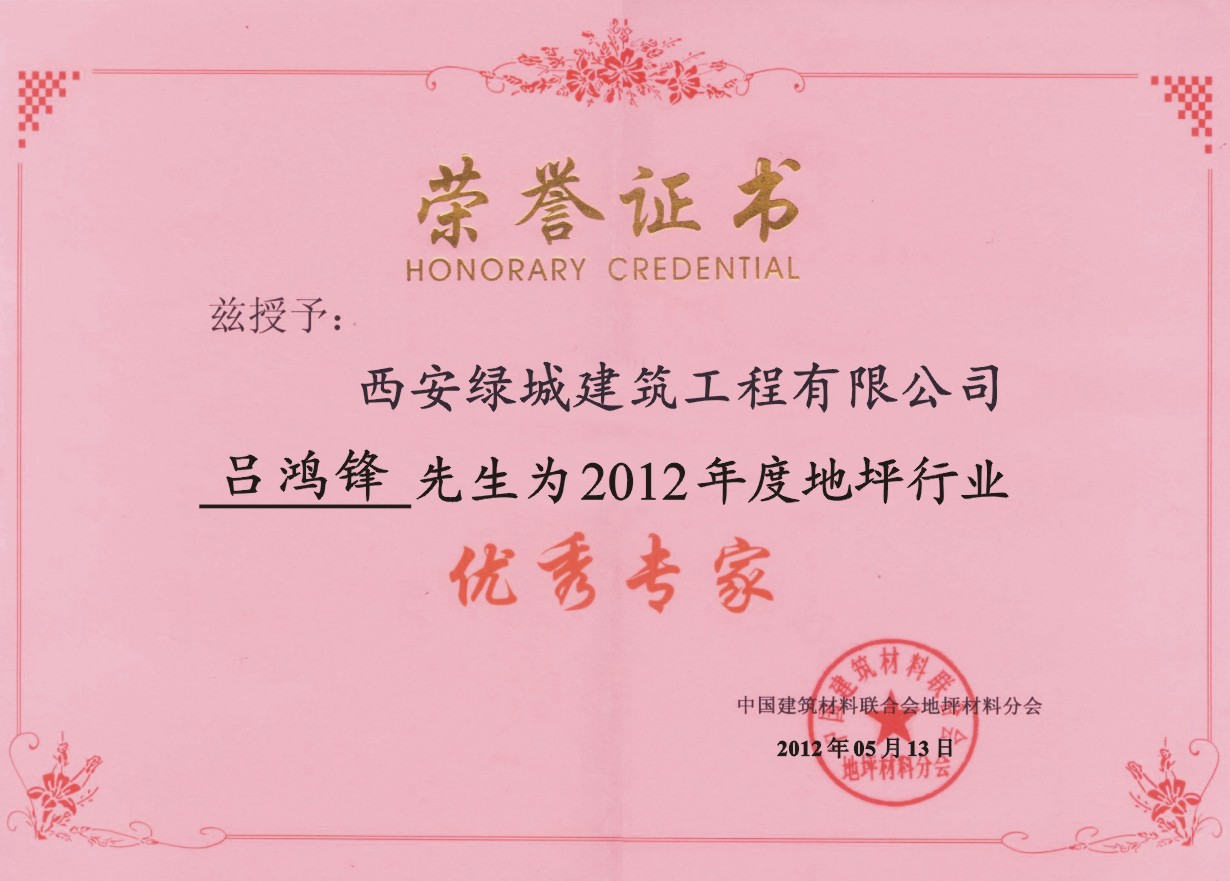 荣誉证书
HONORARY CREDENTIAL
兹授予：
西安绿城建筑工程有限公司
吕鸿锋 先生为2012年度地坪行业
优秀专家
中国建筑材料联合会地坪材料分会
2012年05月13日
中国建筑材料联合会
地坪材料分会